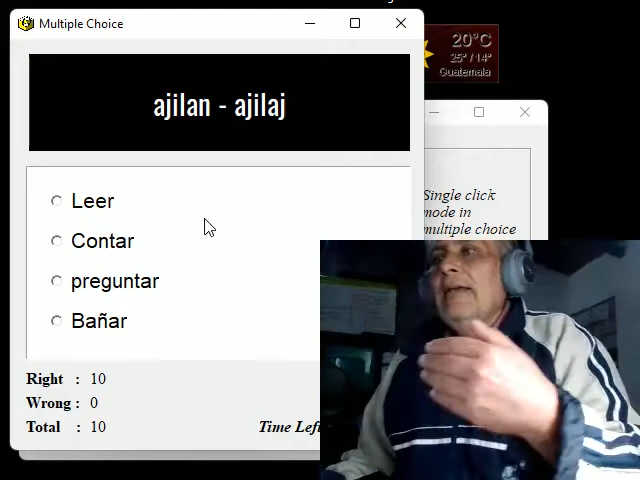 Multiple Choice
20°C
25° / 14°
Guatemala
ajilan - ajilaj
Single click
mode in
multiple choice
Leer
Contar
preguntar
Bañar
Right : 10
Wrong : 0
Total : 10
Time Left